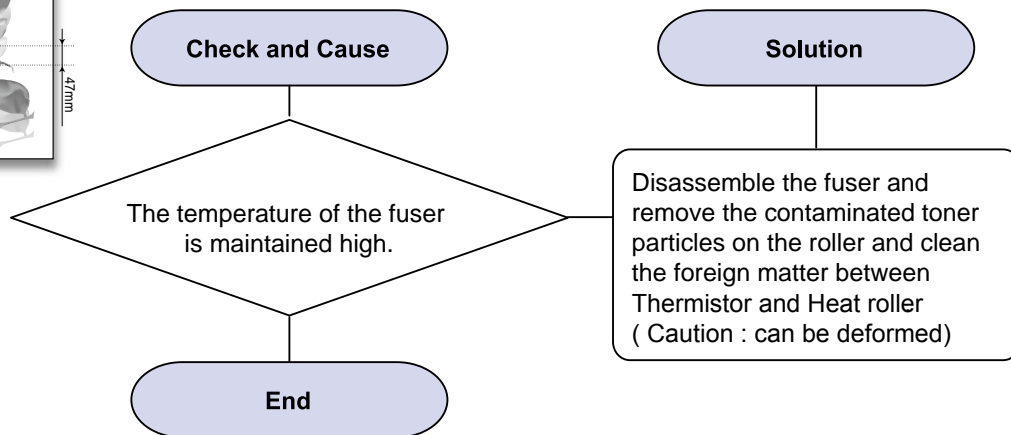 47mm
Check and Cause
Solution
The temperature of the fuser
is maintained high.
Disassemble the fuser and
remove the contaminated toner
particles on the roller and clean
the foreign matter between
Thermistor and Heat roller
( Caution : can be deformed)
End